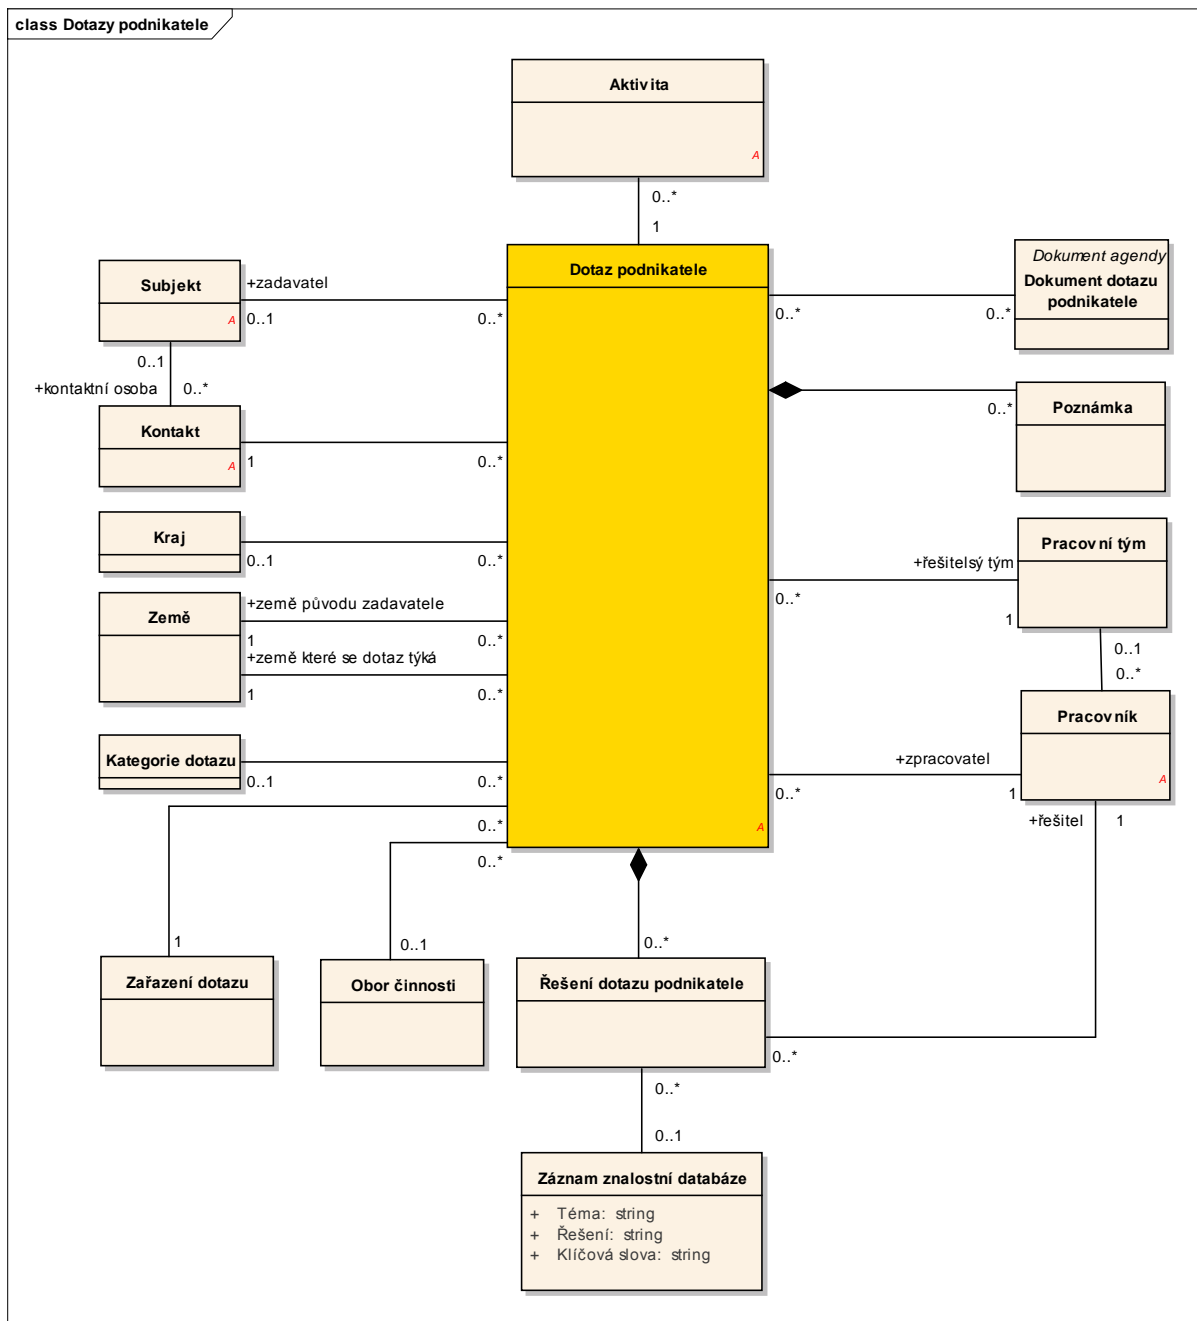 class Dotazy podnikatele
Aktivita
A
0..*
1
Dotaz podnikatele
A
Subjekt
A
+zadavatel
0..1
0..*
0..1
+kontaktní osoba
0..*
Kontakt
A
1
0..*
Kraj
0..1
0..*
Země
+země původu zadavatele
1
0..*
+země které se dotaz týká
1
0..*
Kategorie dotazu
0..1
0..*
0..*
0..*
1
0..1
Zařazení dotazu
Obor činnosti
Dokument agendy
Dokument dotazu
podnikatele
0..*
0..*
Poznámka
0..*
Pracovní tým
+řešitelsý tým
0..*
1
0..1
0..*
Pracovník
A
+zpracovatel
0..*
1
+řešitel
1
0..*
Řešení dotazu podnikatele
0..*
0..*
0..1
Záznam znalostní databáze
+ Téma: string
+ Řešení: string
+ Klíčová slova: string